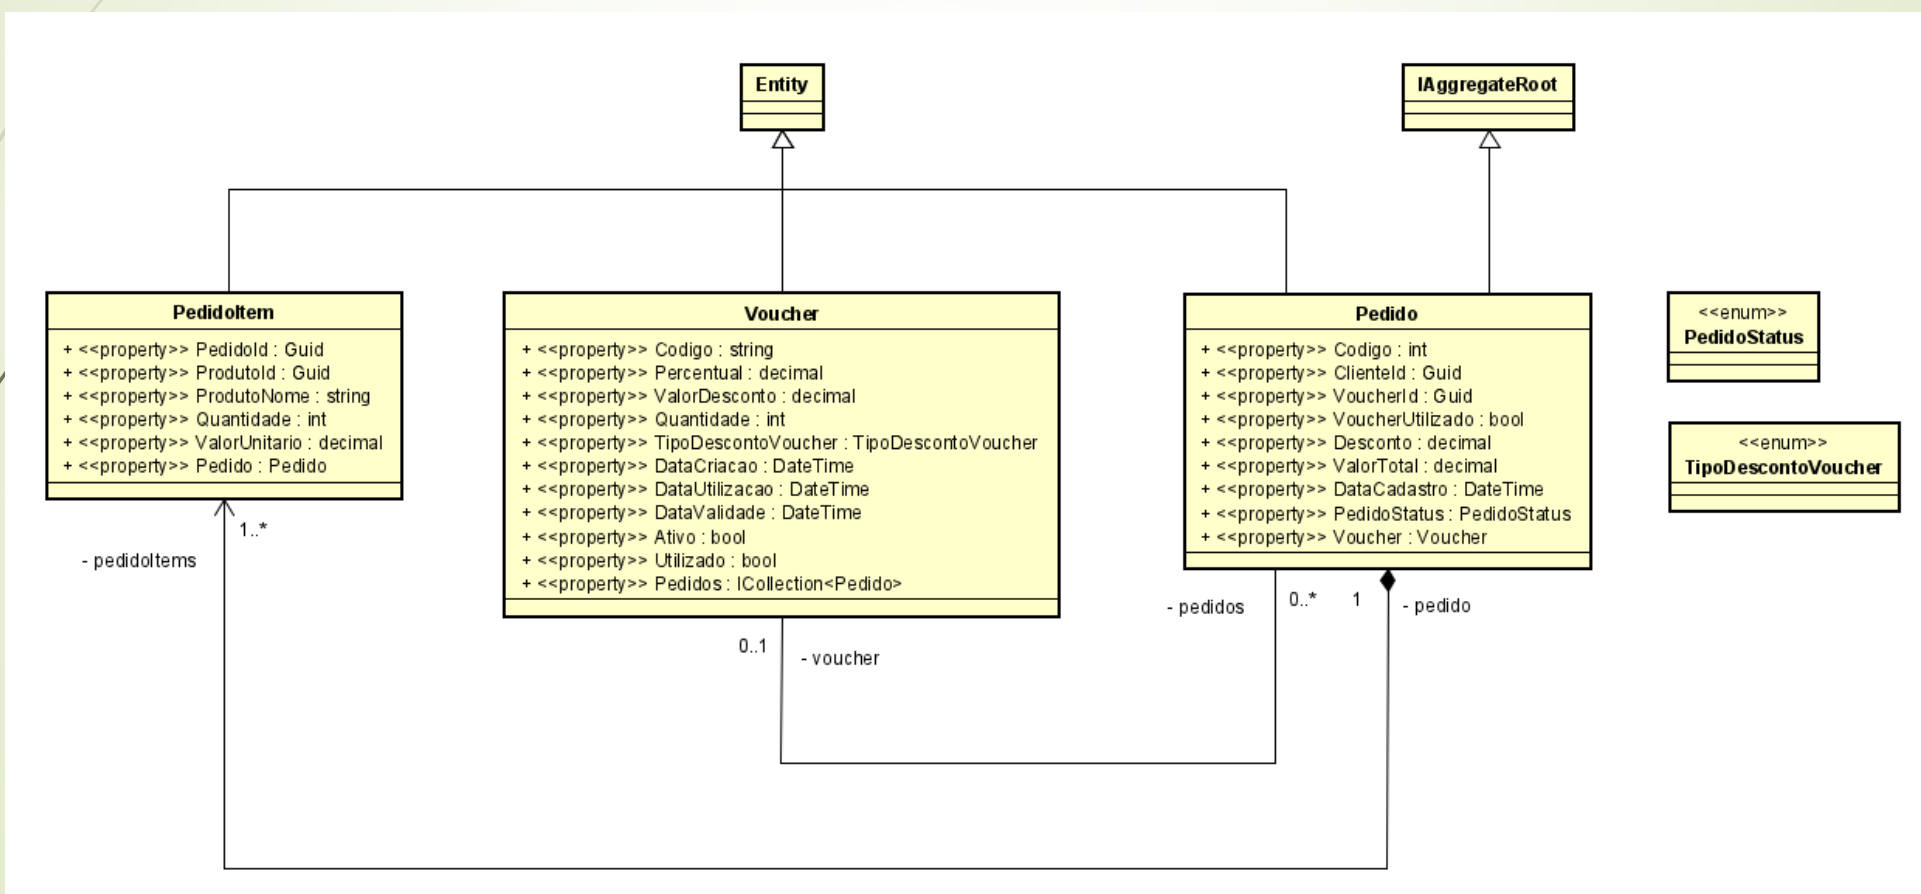 Entity
IAggregateRoot
PedidoItem
+ <<property>> PedidoId : Guid
+ <<property>> ProdutoId : Guid
+ <<property>> ProdutoNome : string
+ <<property>> Quantidade : int
+ <<property>> ValorUnitario : decimal
+ <<property>> Pedido : Pedido
Voucher
+ <<property>> Codigo : string
+ <<property>> Percentual : decimal
+ <<property>> ValorDesconto : decimal
+ <<property>> Quantidade : int
+ <<property>> TipoDescontoVoucher : TipoDescontoVoucher
+ <<property>> DataCriacao : DateTime
+ <<property>> DataUtilizacao : DateTime
+ <<property>> DataValidade : DateTime
+ <<property>> Ativo : bool
+ <<property>> Utilizado : bool
+ <<property>> Pedidos : ICollection<Pedido>
Pedido
+ <<property>> Codigo : int
+ <<property>> ClienteId : Guid
+ <<property>> VoucherId : Guid
+ <<property>> VoucherUtilizado : bool
+ <<property>> Desconto : decimal
+ <<property>> ValorTotal : decimal
+ <<property>> DataCadastro : DateTime
+ <<property>> PedidoStatus : PedidoStatus
+ <<property>> Voucher : Voucher
<<enum>>
PedidoStatus
<<enum>>
TipoDescontoVoucher
1..*
- pedidoItems
0..1
- voucher
- pedidos
0..*
1
- pedido